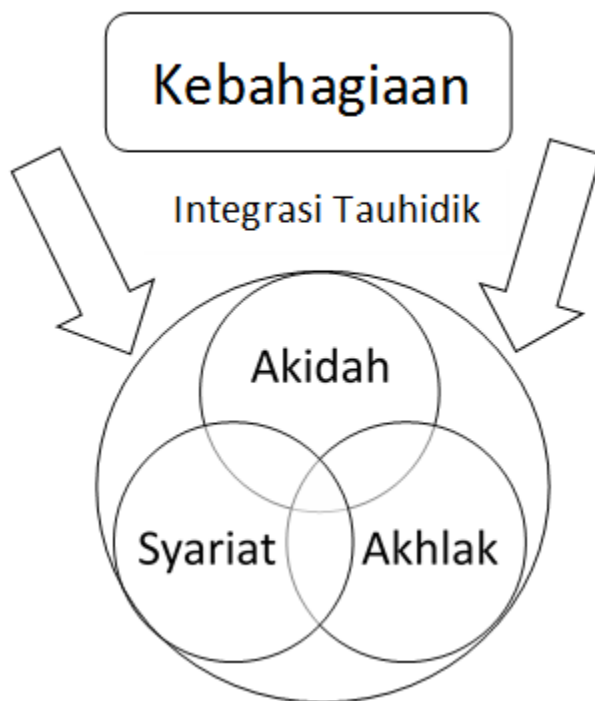 Kebahagiaan
Integrasi Tauhidik
Akidah
Syariat
Akhlak